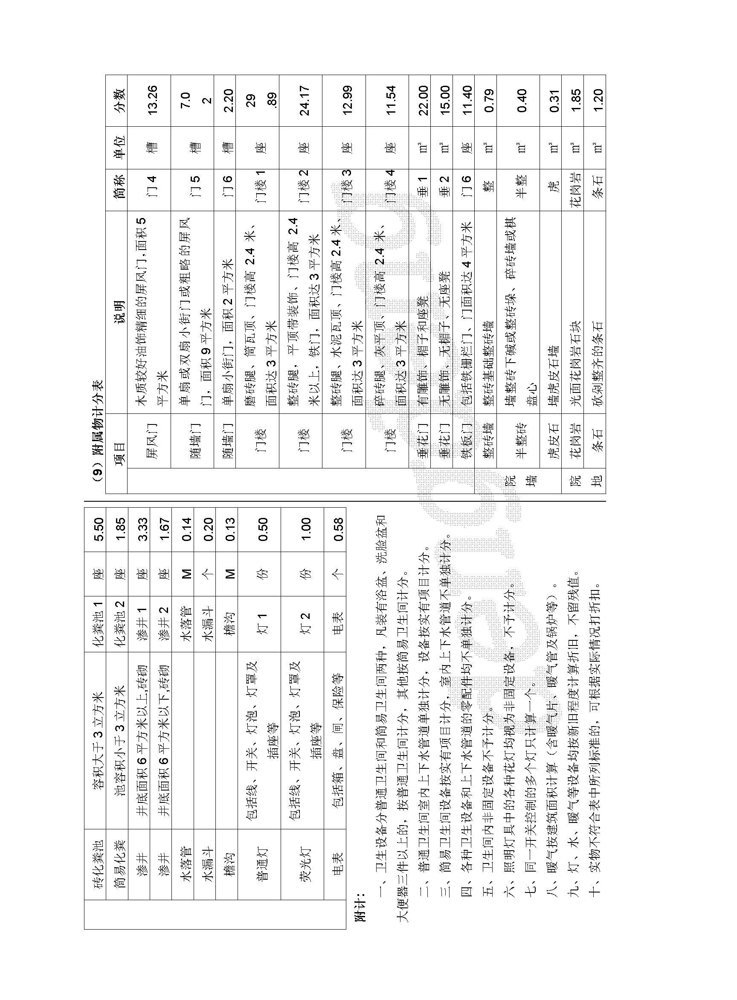 砖化粪池 容积大于 3 立方米 化粪池 1 座 5.50
简易化粪 池容积小于 3 立方米 化粪池 2 座 1.85
渗井 井底面积 6 平方米以上,砖砌 渗井 1 座 3.33
渗井 井底面积 6 平方米以下,砖砌 渗井 2 座 1.67
水落管 水落管 M 0.14
水漏斗 水漏斗 个 0.20
檐沟 檐沟 M 0.13
普通灯 包括线、开关、灯泡、灯罩及 灯 1 份 0.50
插座等
荧光灯 包括线、开关、灯泡、灯罩及 灯 2 份 1.00
插座等
电表 包括箱、盘、闸、保险等 电表 个 0.58
附计：
一、卫生设备分普通卫生间和简易卫生间两种，凡装有浴盆、洗脸盆和
大便器三件以上的，按普通卫生间计分，其他按简易卫生间计分。
二、普通卫生间室内上下水管道单独计分，设备按实有项目计分。
三、简易卫生间设备按实有项目计分，室内上下水管道不单独计分。
四、各种卫生设备和上下水管道的零配件均不单独计分。
五、卫生间内非固定设备不予计分。
六、照明灯具中的各种花灯均视为非固定设备，不予计分。
七、同一开关控制的多个灯只计算一个。
八、暖气按建筑面积计算（含暖气片、暖气管及锅炉等）。
九、灯、水、暖气等设备均按新旧程度计算折旧，不留残值。
十、实物不符合表中所列标准的，可根据实际情况打折扣。
（9）附属物计分表
项目 说明 简称 单位 分数
屏风门 木质较好油饰精细的屏风门,面积 5 门 4 槽 13.26
平方米
随墙门 单扇或双扇小街门或粗略的屏风 门 5 槽 7.0
门，面积 9 平方米 2
随墙门 单扇小街门，面积 2 平方米 门 6 槽 2.20
门楼 磨砖腿、筒瓦顶、门楼高 2.4 米、 门楼 1 座 29
面积达 3 平方米 .89
门楼 整砖腿，平顶带装饰、门楼高 2.4 门楼 2 座 24.17
米以上，铁门，面积达 3 平方米
门楼 整砖腿、水泥瓦顶、门楼高 2.4 米、 门楼 3 座 12.99
面积达 3 平方米
门楼 碎砖腿、灰平顶、门楼高 2.4 米、 门楼 4 座 11.54
面积达 3 平方米
垂花门 有雕饰、楣子和座凳 垂 1 ㎡ 22.00
垂花门 无雕饰、无楣子、无座凳 垂 2 ㎡ 15.00
铁板门 包括铁栅栏门、门面积达 4 平方米 门 6 座 11.40
院 整砖墙 整砖基础整砖墙 整 ㎡ 0.79
墙 半整砖 墙整砖下碱或整砖垛、碎砖墙或棋 半整 ㎡ 0.40
盘心
虎皮石 墙虎皮石墙 虎 ㎡ 0.31
院 花岗岩 光面花岗岩石块 花岗岩 ㎡ 1.85
地 条石 砍剁整齐的条石 条石 ㎡ 1.20